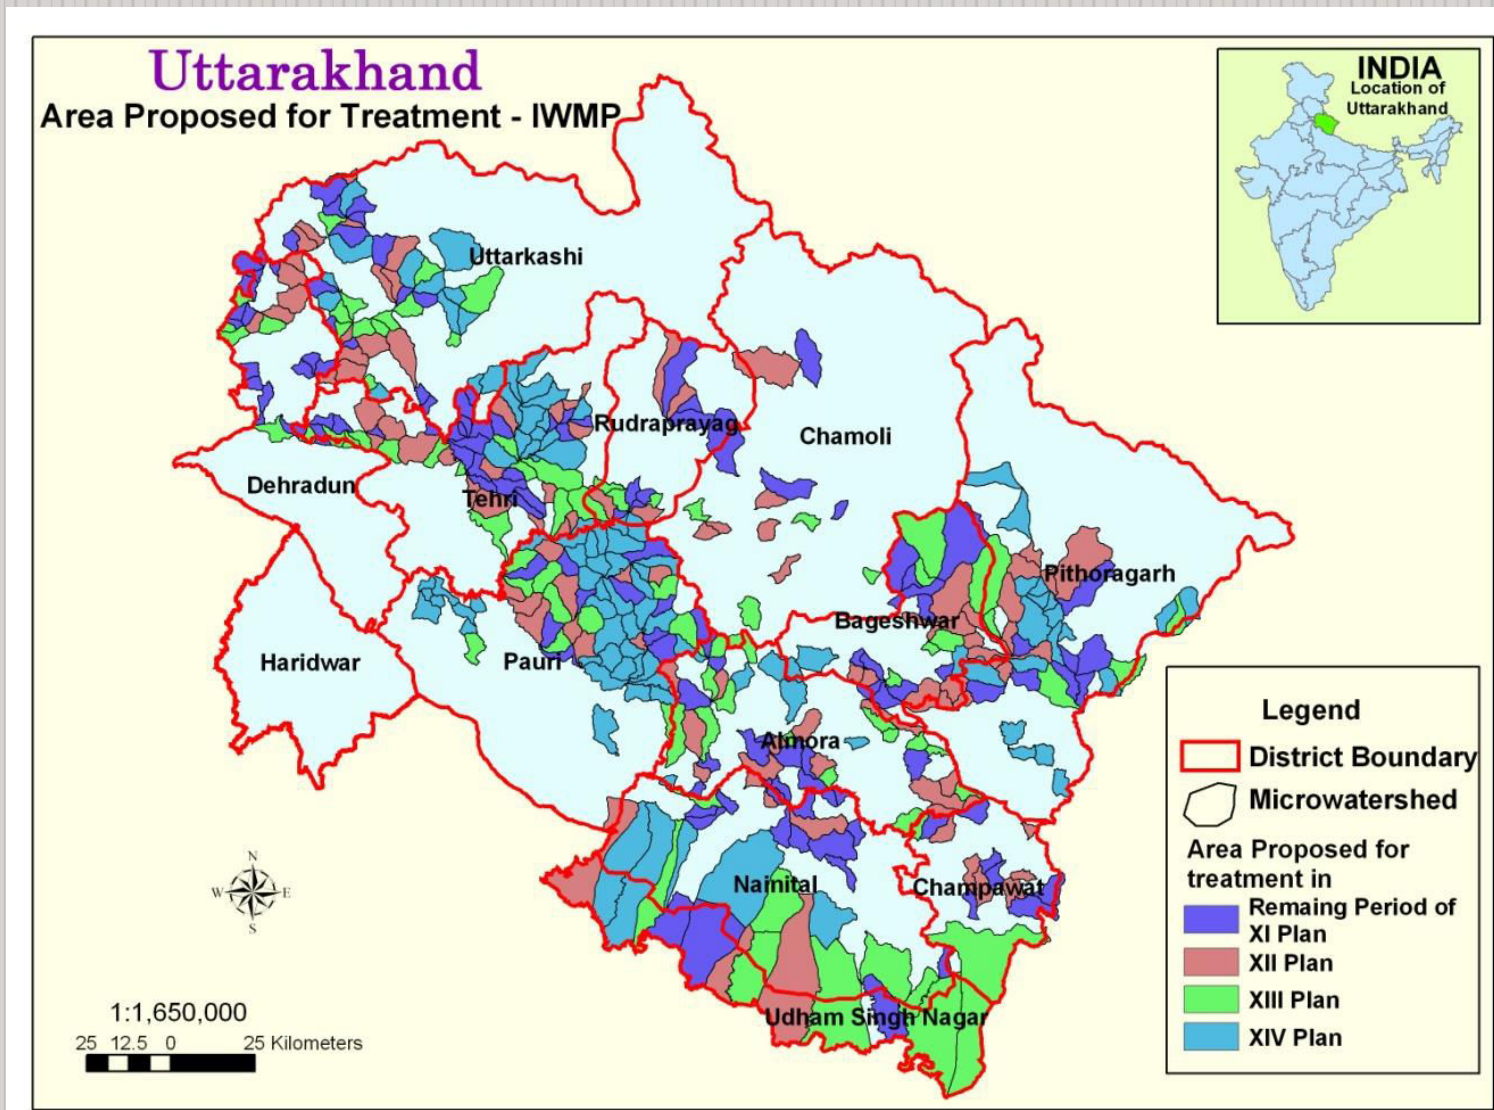 Uttarakhand
Area Proposed for Treatment - IWMP
INDIA
Location of
Uttarakhand
Uttarkashi
Rudraprayag
Chamoli
Dehradun
Tehri
Pithoragarh
Bageshwar
Haridwar
Pauri
Almora
Nainital
Champawat
Udham Singh Nagar
N
W E
S
1:1,650,000
25 12.5 0 25 Kilometers
Legend
District Boundary
Microwatershed
Area Proposed for
treatment in
Remaing Period of
XI Plan
XII Plan
XIII Plan
XIV Plan